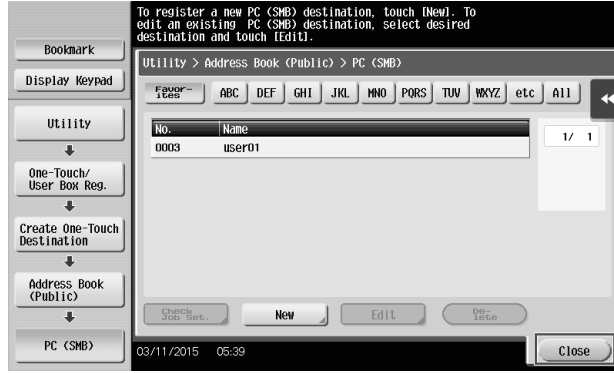 To register a new PC (SMB) destination, touch [New]. To
edit an existing PC (SMB) destination, select desired
destination and touch [Edit].
Bookmark
Display Keypad
Utility
One-Touch/
User Box Reg.
Create One-Touch
Destination
Address Book
(Public)
PC (SMB)
Utility > Address Book (Public) > PC (SMB)
Favor-
ites
ABC DEF GHI JKL MNO PQRS TUV WXYZ etc All
No. Name
0003 user01
1/ 1
Check
Job Set.
New
Edit
De-
lete
03/11/2015 05:39
Close